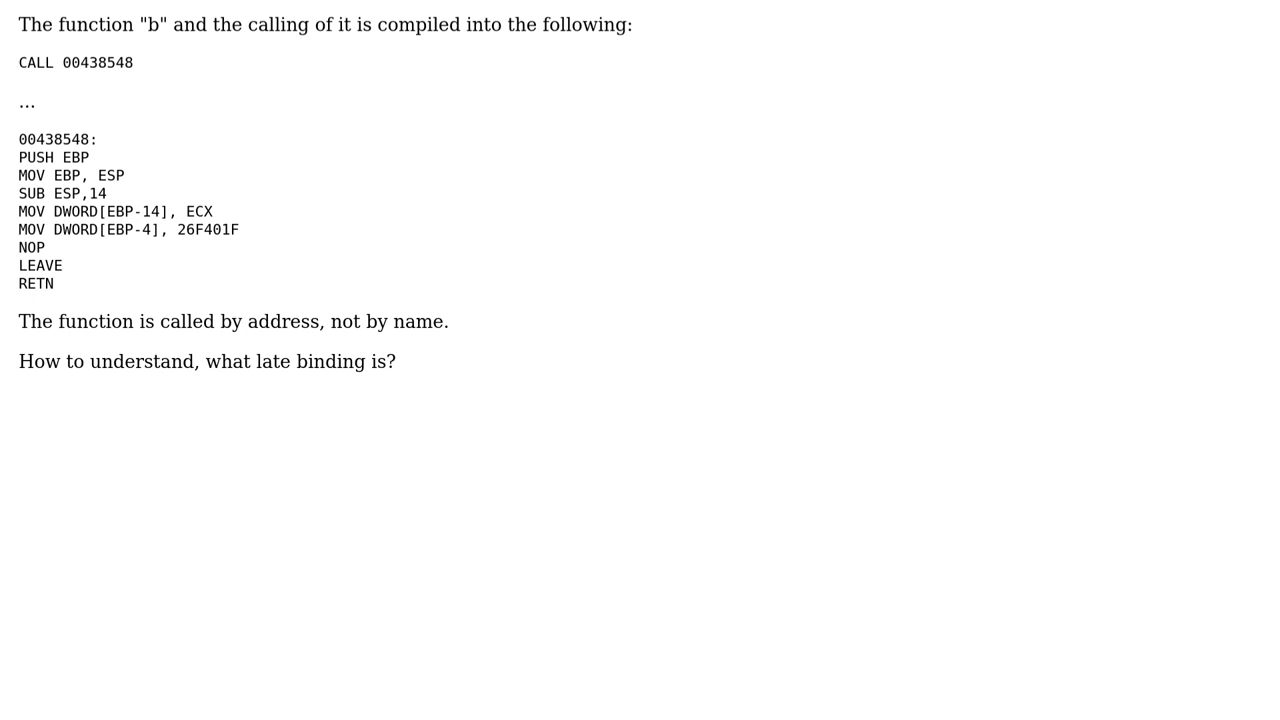 The function "b" and the calling of it is compiled into the following:
CALL 00438548
...
00438548:
PUSH EBP
MOV EBP, ESP
SUB ESP,14
MOV DWORD[EBP-14], ECX
MOV DWORD[EBP-4], 26F401F
NOP
LEAVE
RETN
The function is called by address, not by name.
How to understand, what late binding is?